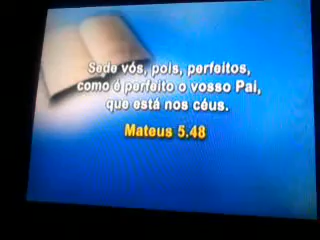 Sede vós, pois, perfeitos,
como é perfeito o vosso Pai,
que está nos céus.
Mateus 5.48